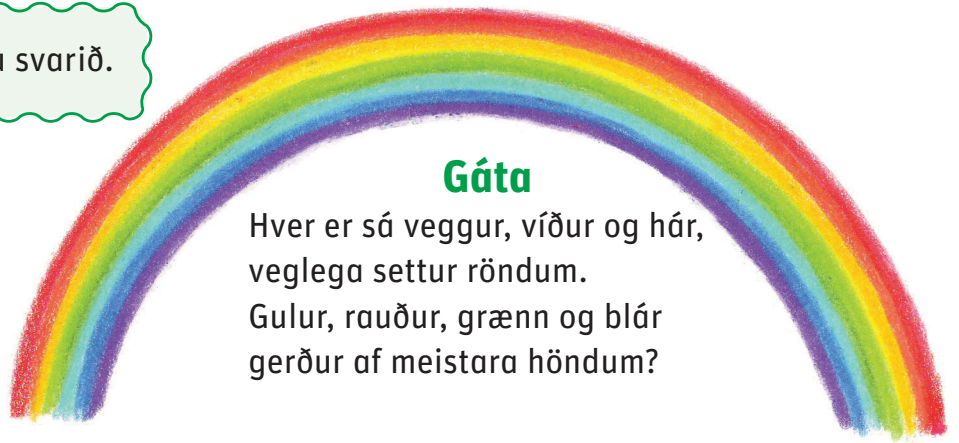 svarið.
Gáta
Hver er sá veggur, víður og hár,
veglega settur röndum.
Gulur, rauður, grænn og blár
gerður af meistara höndum?